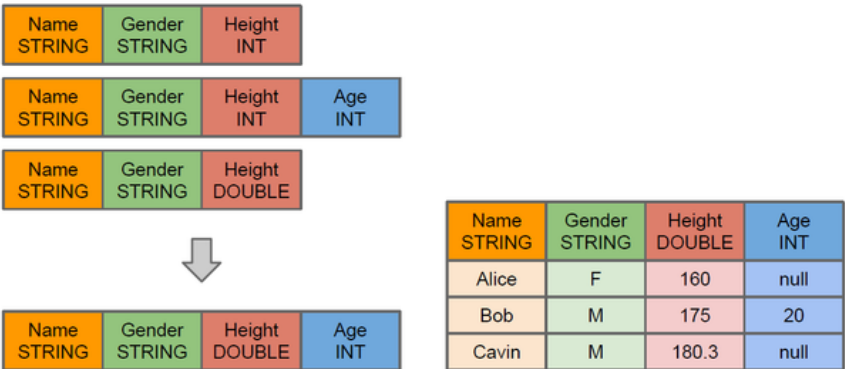 Name Gender Height
STRING STRING INT
Name Gender Height Age
STRING STRING INT INT
Name Gender Height
STRING STRING DOUBLE
Name Gender Height Age
STRING STRING DOUBLE INT
Name Gender Height Age
STRING STRING DOUBLE INT
Alice F 160 null
Bob M 175 20
Cavin M 180.3 null